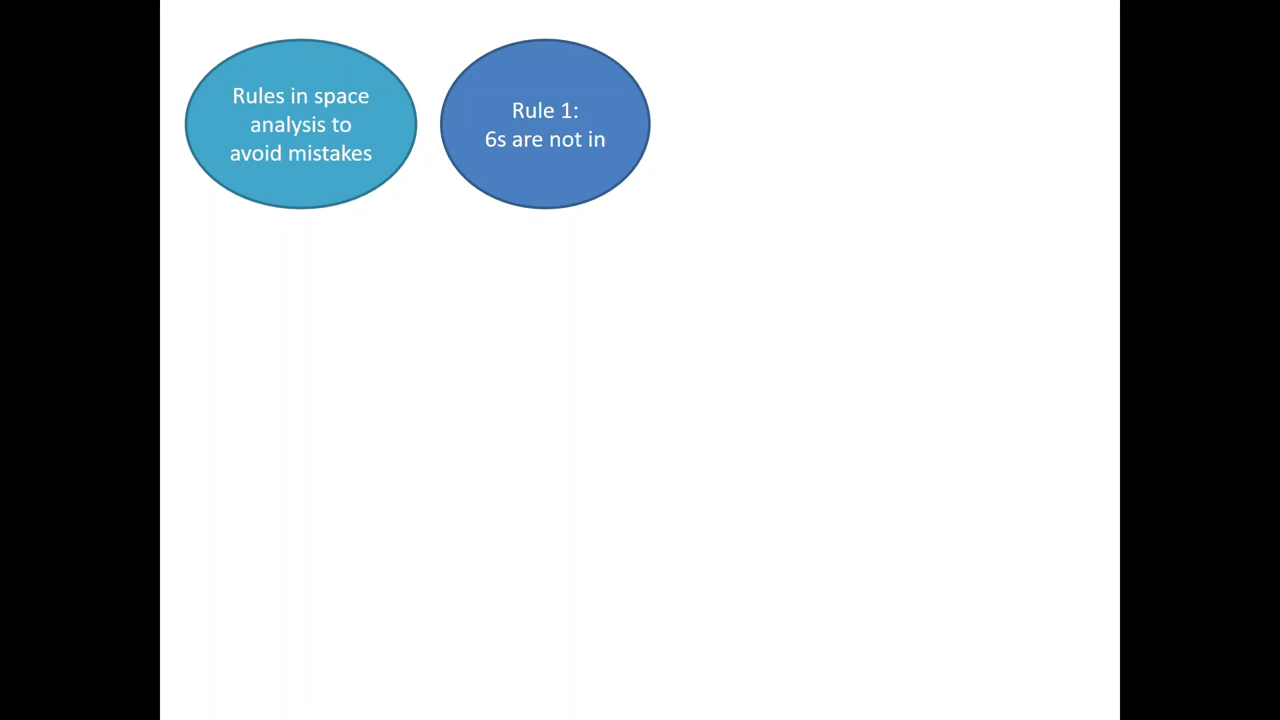 Rules in space
analysis to
avoid mistakes
Rule 1:
6s are not in